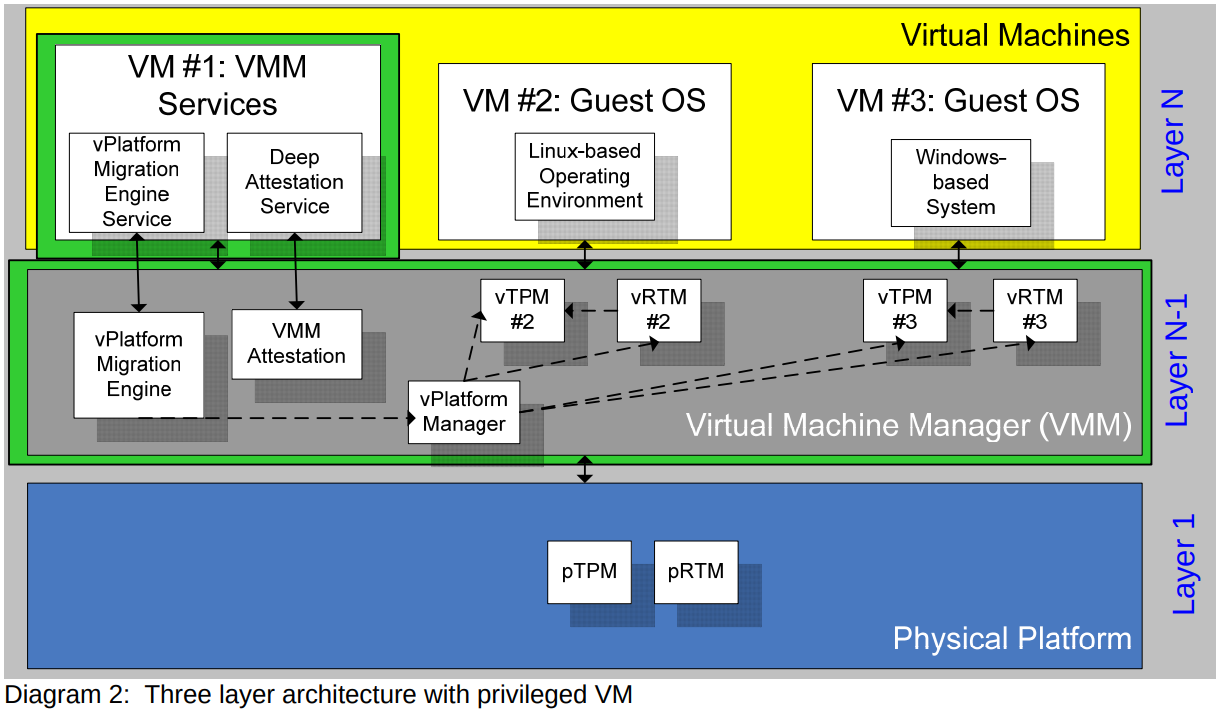 Virtual Machines
VM #1: VMM
Services
vPlatform
Migration
Engine
Service
Deep
Attestation
Service
VM #2: Guest OS
Linux-based
Operating
Environment
VM #3: Guest OS
Windows–
based
System
Layer N
vPlatform
Migration
Engine
VMM
Attestation
vPlatform
Manager
vTPM
#2
vRTM
#2
vTPM
#3
vRTM
#3
Virtual Machine Manager (VMM)
Layer N-1
pTPM
pRTM
Physical Platform
Layer 1
Diagram 2:  Three layer architecture with privileged VM